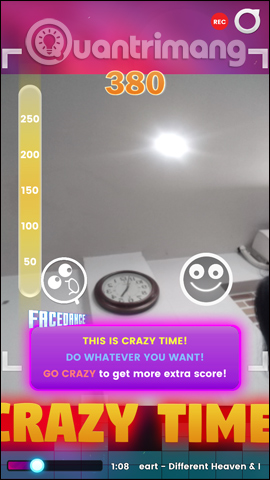 REC
Quantrimang
380
250
200
150
100
50
FACEDANCE
THIS IS CRAZY TIME!
DO WHATEVER YOU WANT!
GO CRAZY to get more extra score!
CRAZY TIME
1:08 eart - Different Heaven &